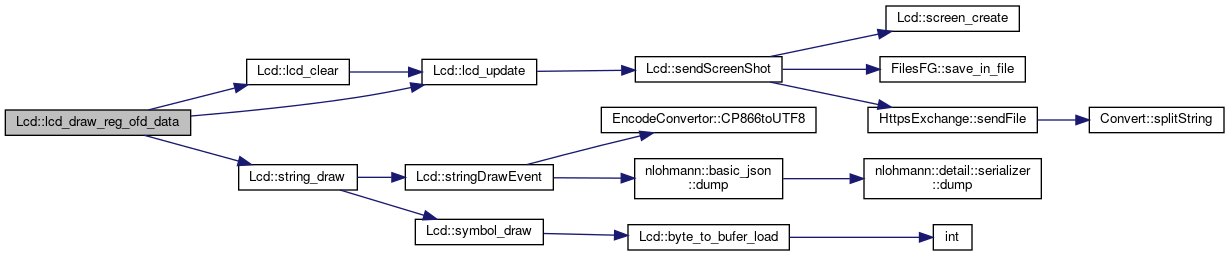 Lcd::lcd_draw_reg_ofd_data
Lcd::lcd_clear
Lcd::lcd_update
Lcd::sendScreenShot
Lcd::screen_create
FilesFG::save_in_file
HttpsExchange::sendFile
Convert::splitString
Lcd::string_draw
Lcd::stringDrawEvent
EncodeConvertor::CP866toUTF8
nlohmann::basic_json
::dump
nlohmann::detail::serializer
::dump
Lcd::symbol_draw
Lcd::byte_to_bufer_load
int